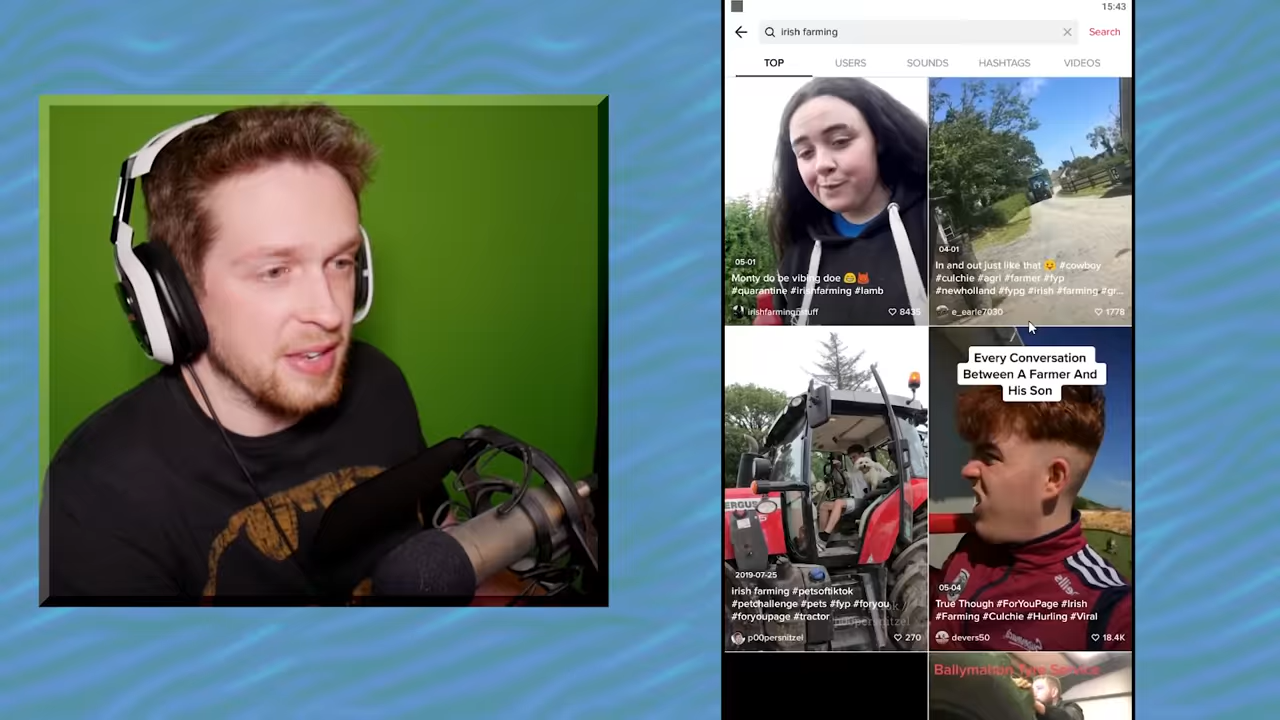 15:43
irish farming
Search
TOP
USERS
SOUNDS
HASHTAGS
VIDEOS
05-01
Monty do be vibing doe
#quarantine #irishfarming #lamb
8435
04-01
In and out just like that #cowboy
#culchie #agri #farmer #fyp
#newholland #fypg #irish #farming #gr...
e_earle7030
1778
ERGUS
2019-07-25
irish farming #petsoftiktok
#petchallenge #pets #fyp #foryou
#foryoupage #tractor
p00persnitzel
270
Every Conversation
Between A Farmer And
His Son
05-04
True Though #ForYouPage #Irish
#Farming #Culchie #Hurling #Viral
devers50
18.4K